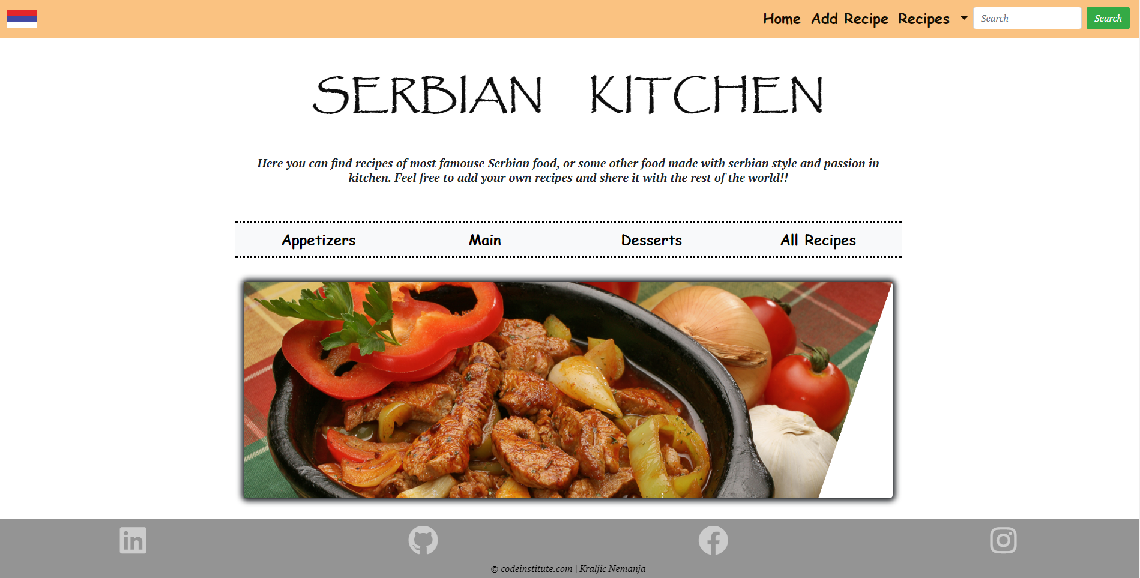 Home Add Recipe Recipes Search Search
SERBIAN KITCHEN
Here you can find recipes of most famouse Serbian food, or some other food made with serbian style and passion in
kitchen. Feel free to add your own recipes and shere it with the rest of the world!!
Appetizers Main Desserts All Recipes
in
© codeinstitute.com | Kraljic Nemanja